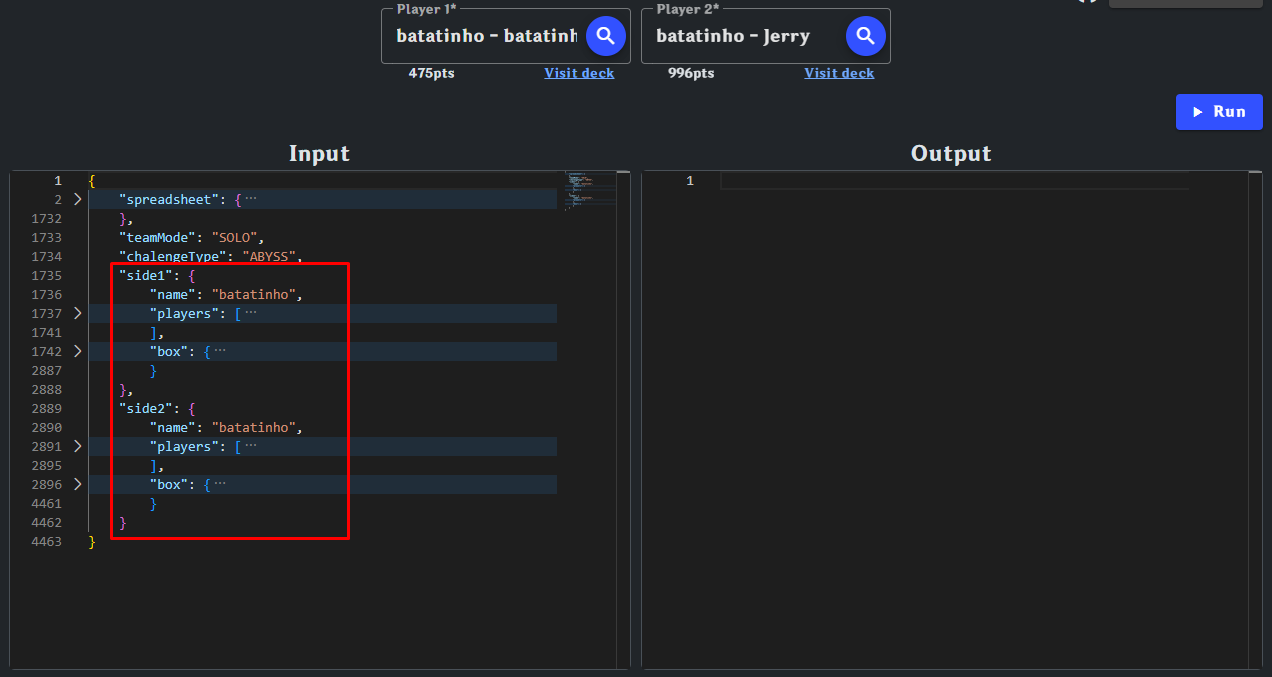 Player 1*
Player 2*
batatinho - batatinh
batatinho - Jerry
475pts
Visit deck
996pts
Visit deck
Run
Input
Output
1 {
2 "spreadsheet": {···
1732 },
1733 "teamMode": "SOLO",
1734 "chalengeType": "ABYSS",
1735 "side1": {
1736 "name": "batatinho",
1737 "players": [···
1741 ],
1742 "box": {···
2887 }
2888 },
2889 "side2": {
2890 "name": "batatinho",
2891 "players": [···
2895 ],
2896 "box": {···
4461 }
4462 }
4463 }
1